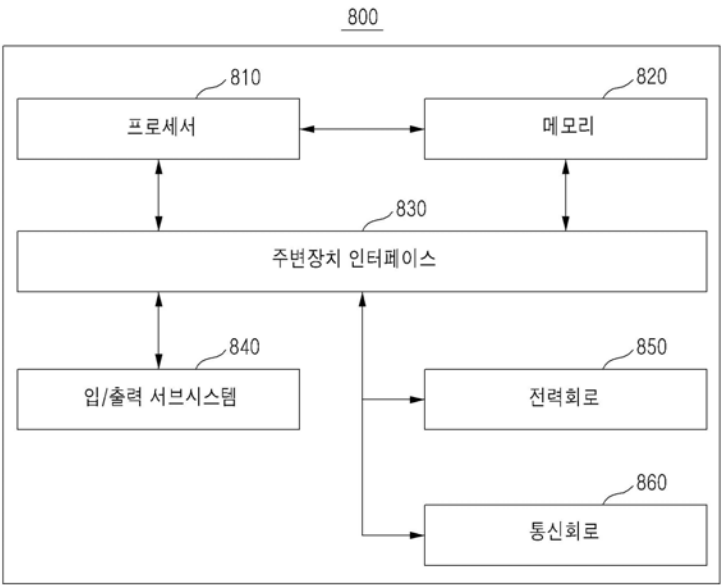 800
810
820
프로세서
메모리
830
주변장치 인터페이스
840
850
입/출력 서브시스템
전력회로
860
통신회로